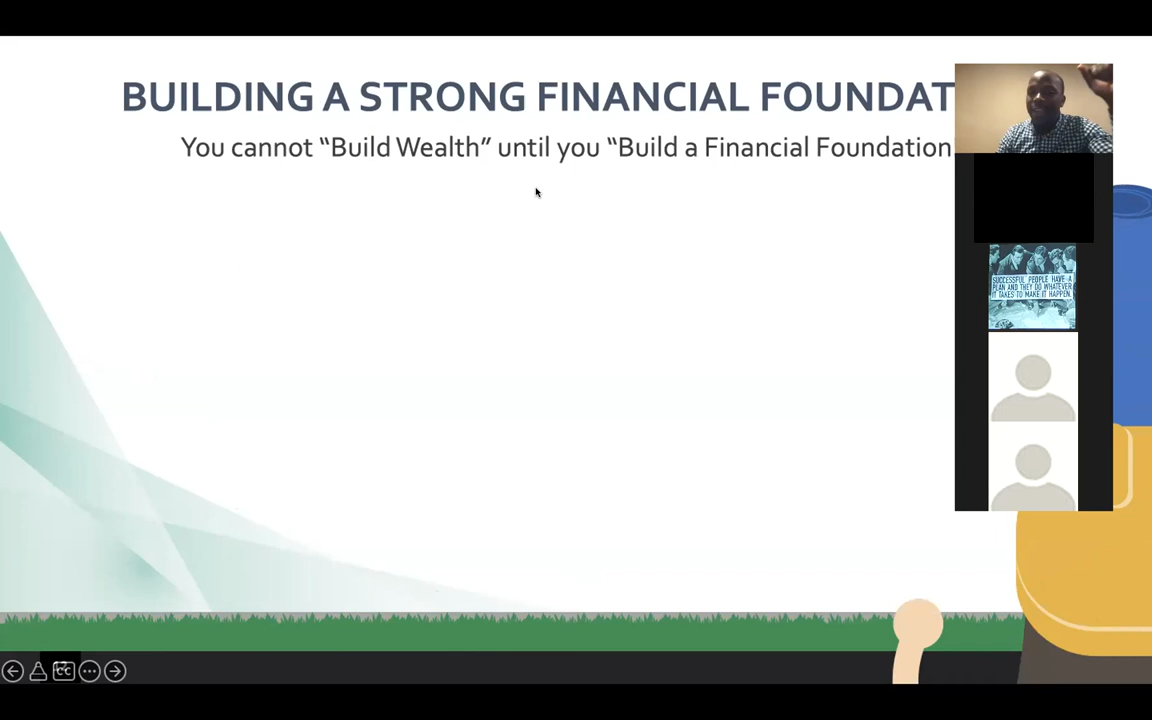 BUILDING A STRONG FINANCIAL FOUNDAT
You cannot “Build Wealth” until you “Build a Financial Foundation
SUCCESSFUL PEOPLE HAVE A
PLAN AND THEY DO WHATEVER
IT TAKES TO MAKE IT HAPPEN.
CC